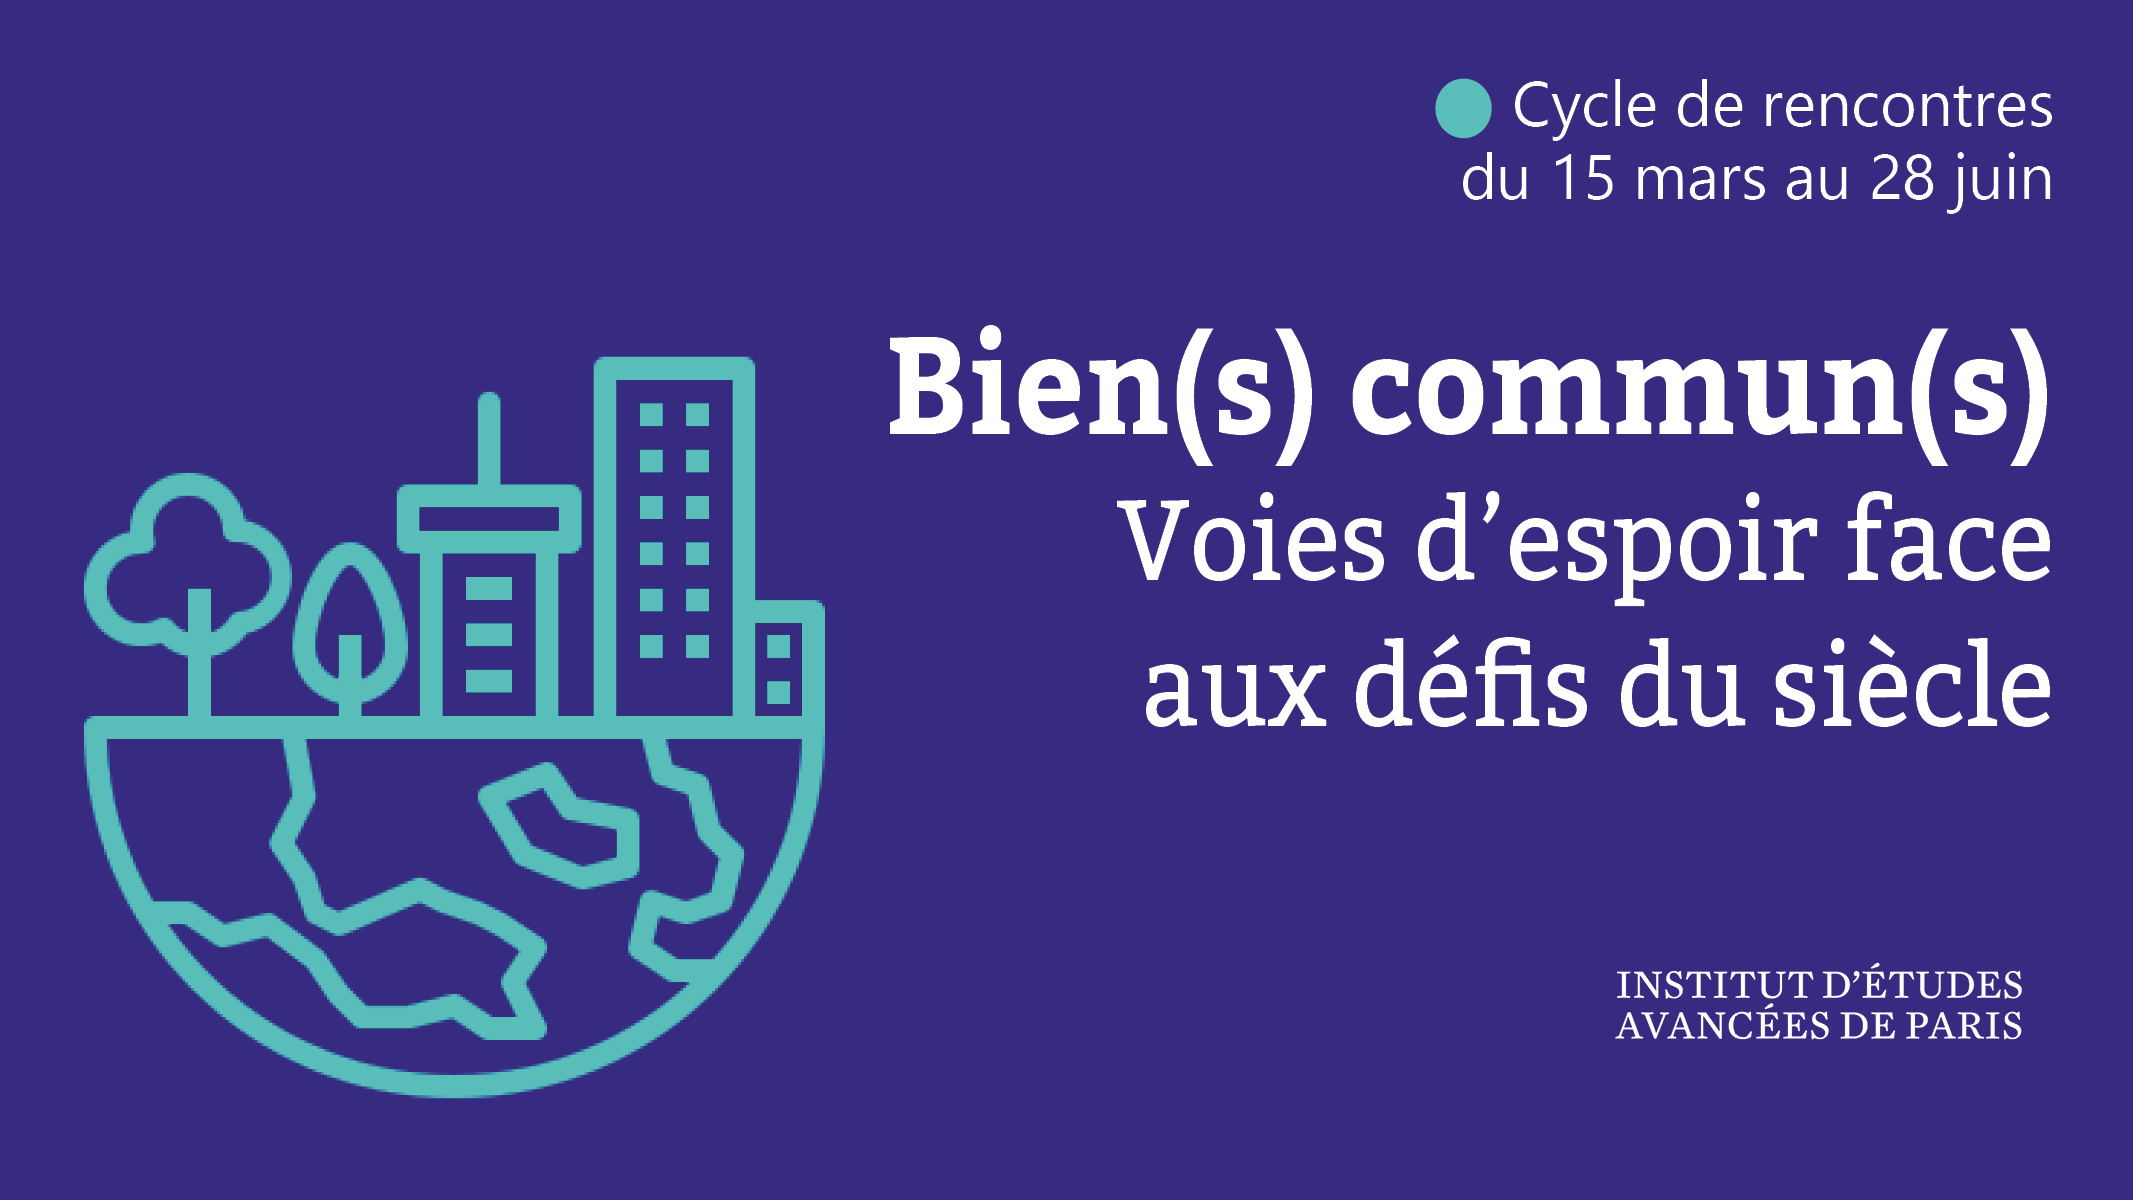 Cycle de rencontres
du 15 mars au 28 juin
Bien(s) commun(s)
Voies d’espoir face
aux défis du siècle
INSTITUT D’ÉTUDES
AVANCÉES DE PARIS